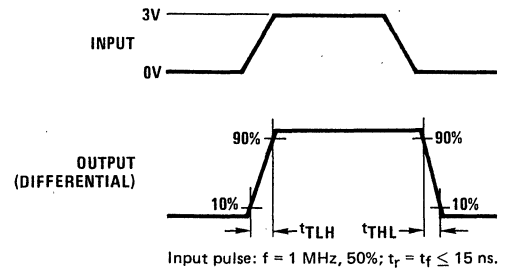 3V
INPUT
0V
90%
90%
OUTPUT
(DIFFERENTIAL)
10%
10%
tTLH
tTHL
Input pulse: f = 1 MHz, 50%; tr = tf ≤ 15 ns.